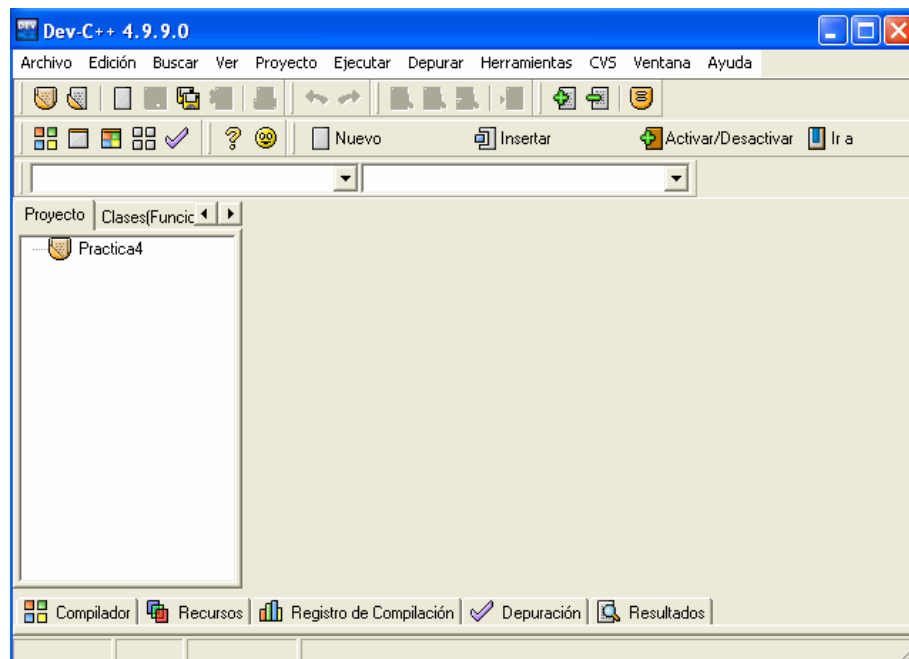 Dev-C++ 4.9.9.0
Archivo Edición Buscar Ver Proyecto Ejecutar Depurar Herramientas CVS Ventana Ayuda
Nuevo Insertar Activar/Desactivar Ir a
Proyecto Clases(Funcic
Practica4
Compilador Recursos Registro de Compilación Depuración Resultados